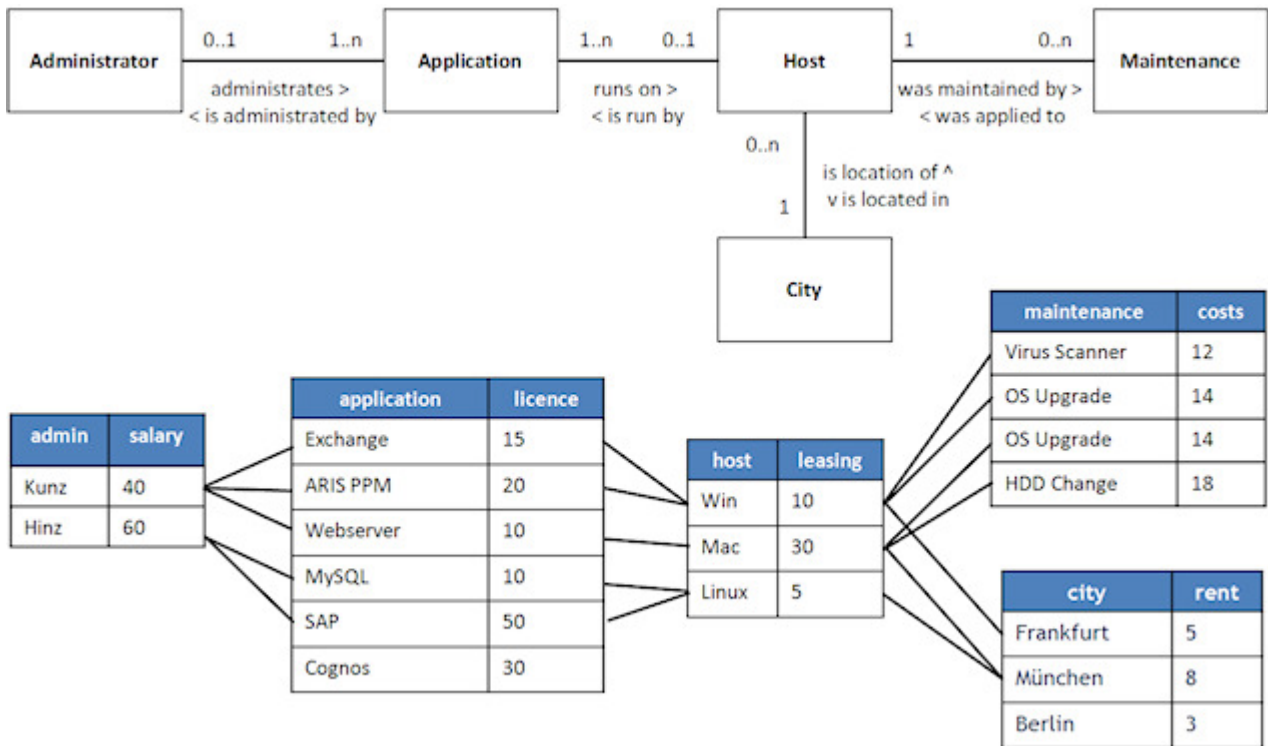 0..1 1..n 1..n 0..1 1 0..n
Administrator Application Host Maintenance
administrates > runs on > was maintained by >
< is administrated by < is run by < was applied to
0..n
is location of ^
v is located in
1
City
maintenance costs
Virus Scanner 12
OS Upgrade 14
OS Upgrade 14
HDD Change 18
application licence
Exchange 15
ARIS PPM 20
Webserver 10
MySQL 10
SAP 50
Cognos 30
admin salary
Kunz 40
Hinz 60
host leasing
Win 10
Mac 30
Linux 5
city rent
Frankfurt 5
München 8
Berlin 3